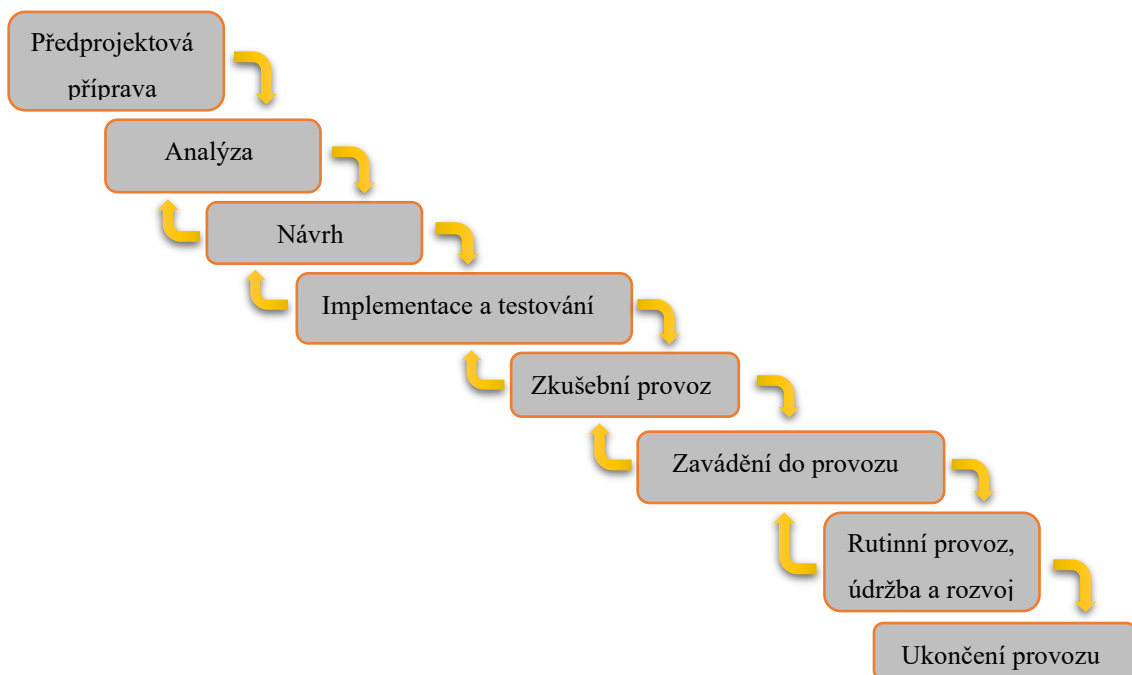 Předprojektová
příprava
Analýza
Návrh
Implementace a testování
Zkušební provoz
Zavádění do provozu
Rutinní provoz,
údržba a rozvoj
Ukončení provozu